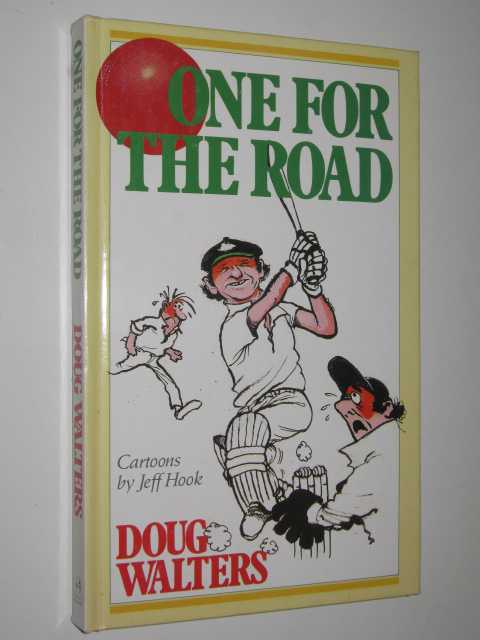 ONE FOR
THE ROAD
Cartoons
by Jeff Hook
DOUG
WALTERS
ONE FOR THE ROAD DOUG WALTERS